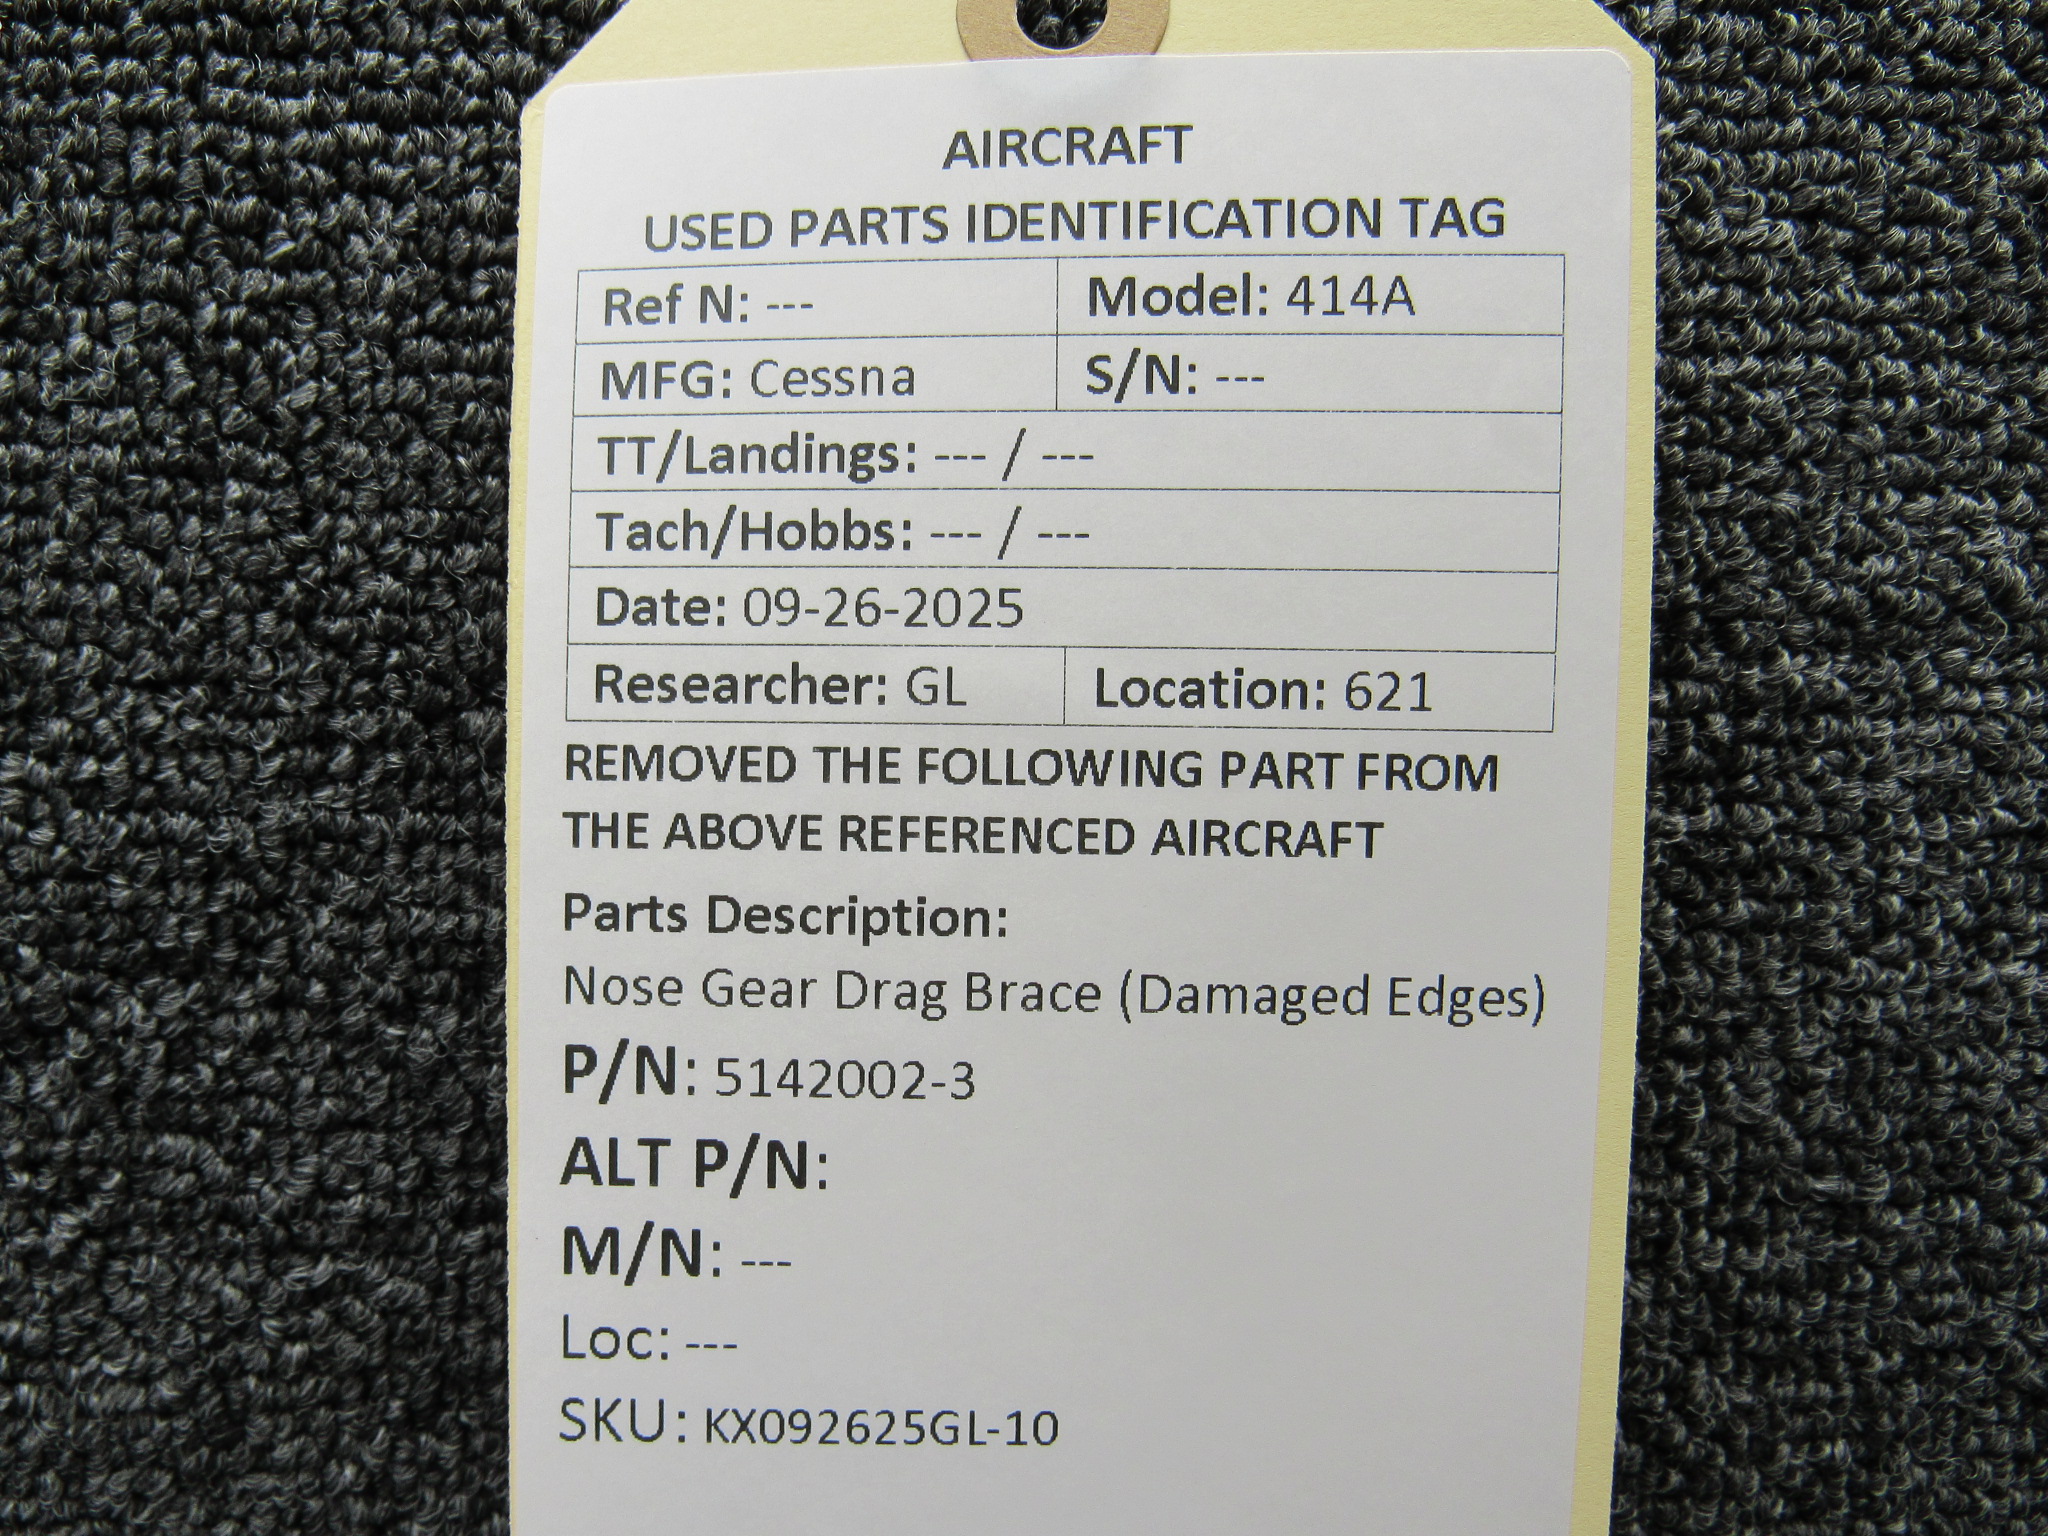 AIRCRAFT
USED PARTS IDENTIFICATION TAG
Ref N: --- Model: 414A
MFG: Cessna S/N: ---
TT/Landings: --- / ---
Tach/Hobbs: --- / ---
Date: 09-26-2025
Researcher: GL Location: 621
REMOVED THE FOLLOWING PART FROM
THE ABOVE REFERENCED AIRCRAFT
Parts Description:
Nose Gear Drag Brace (Damaged Edges)
P/N: 5142002-3
ALT P/N:
M/N: ---
Loc: ---
SKU: KX092625GL-10